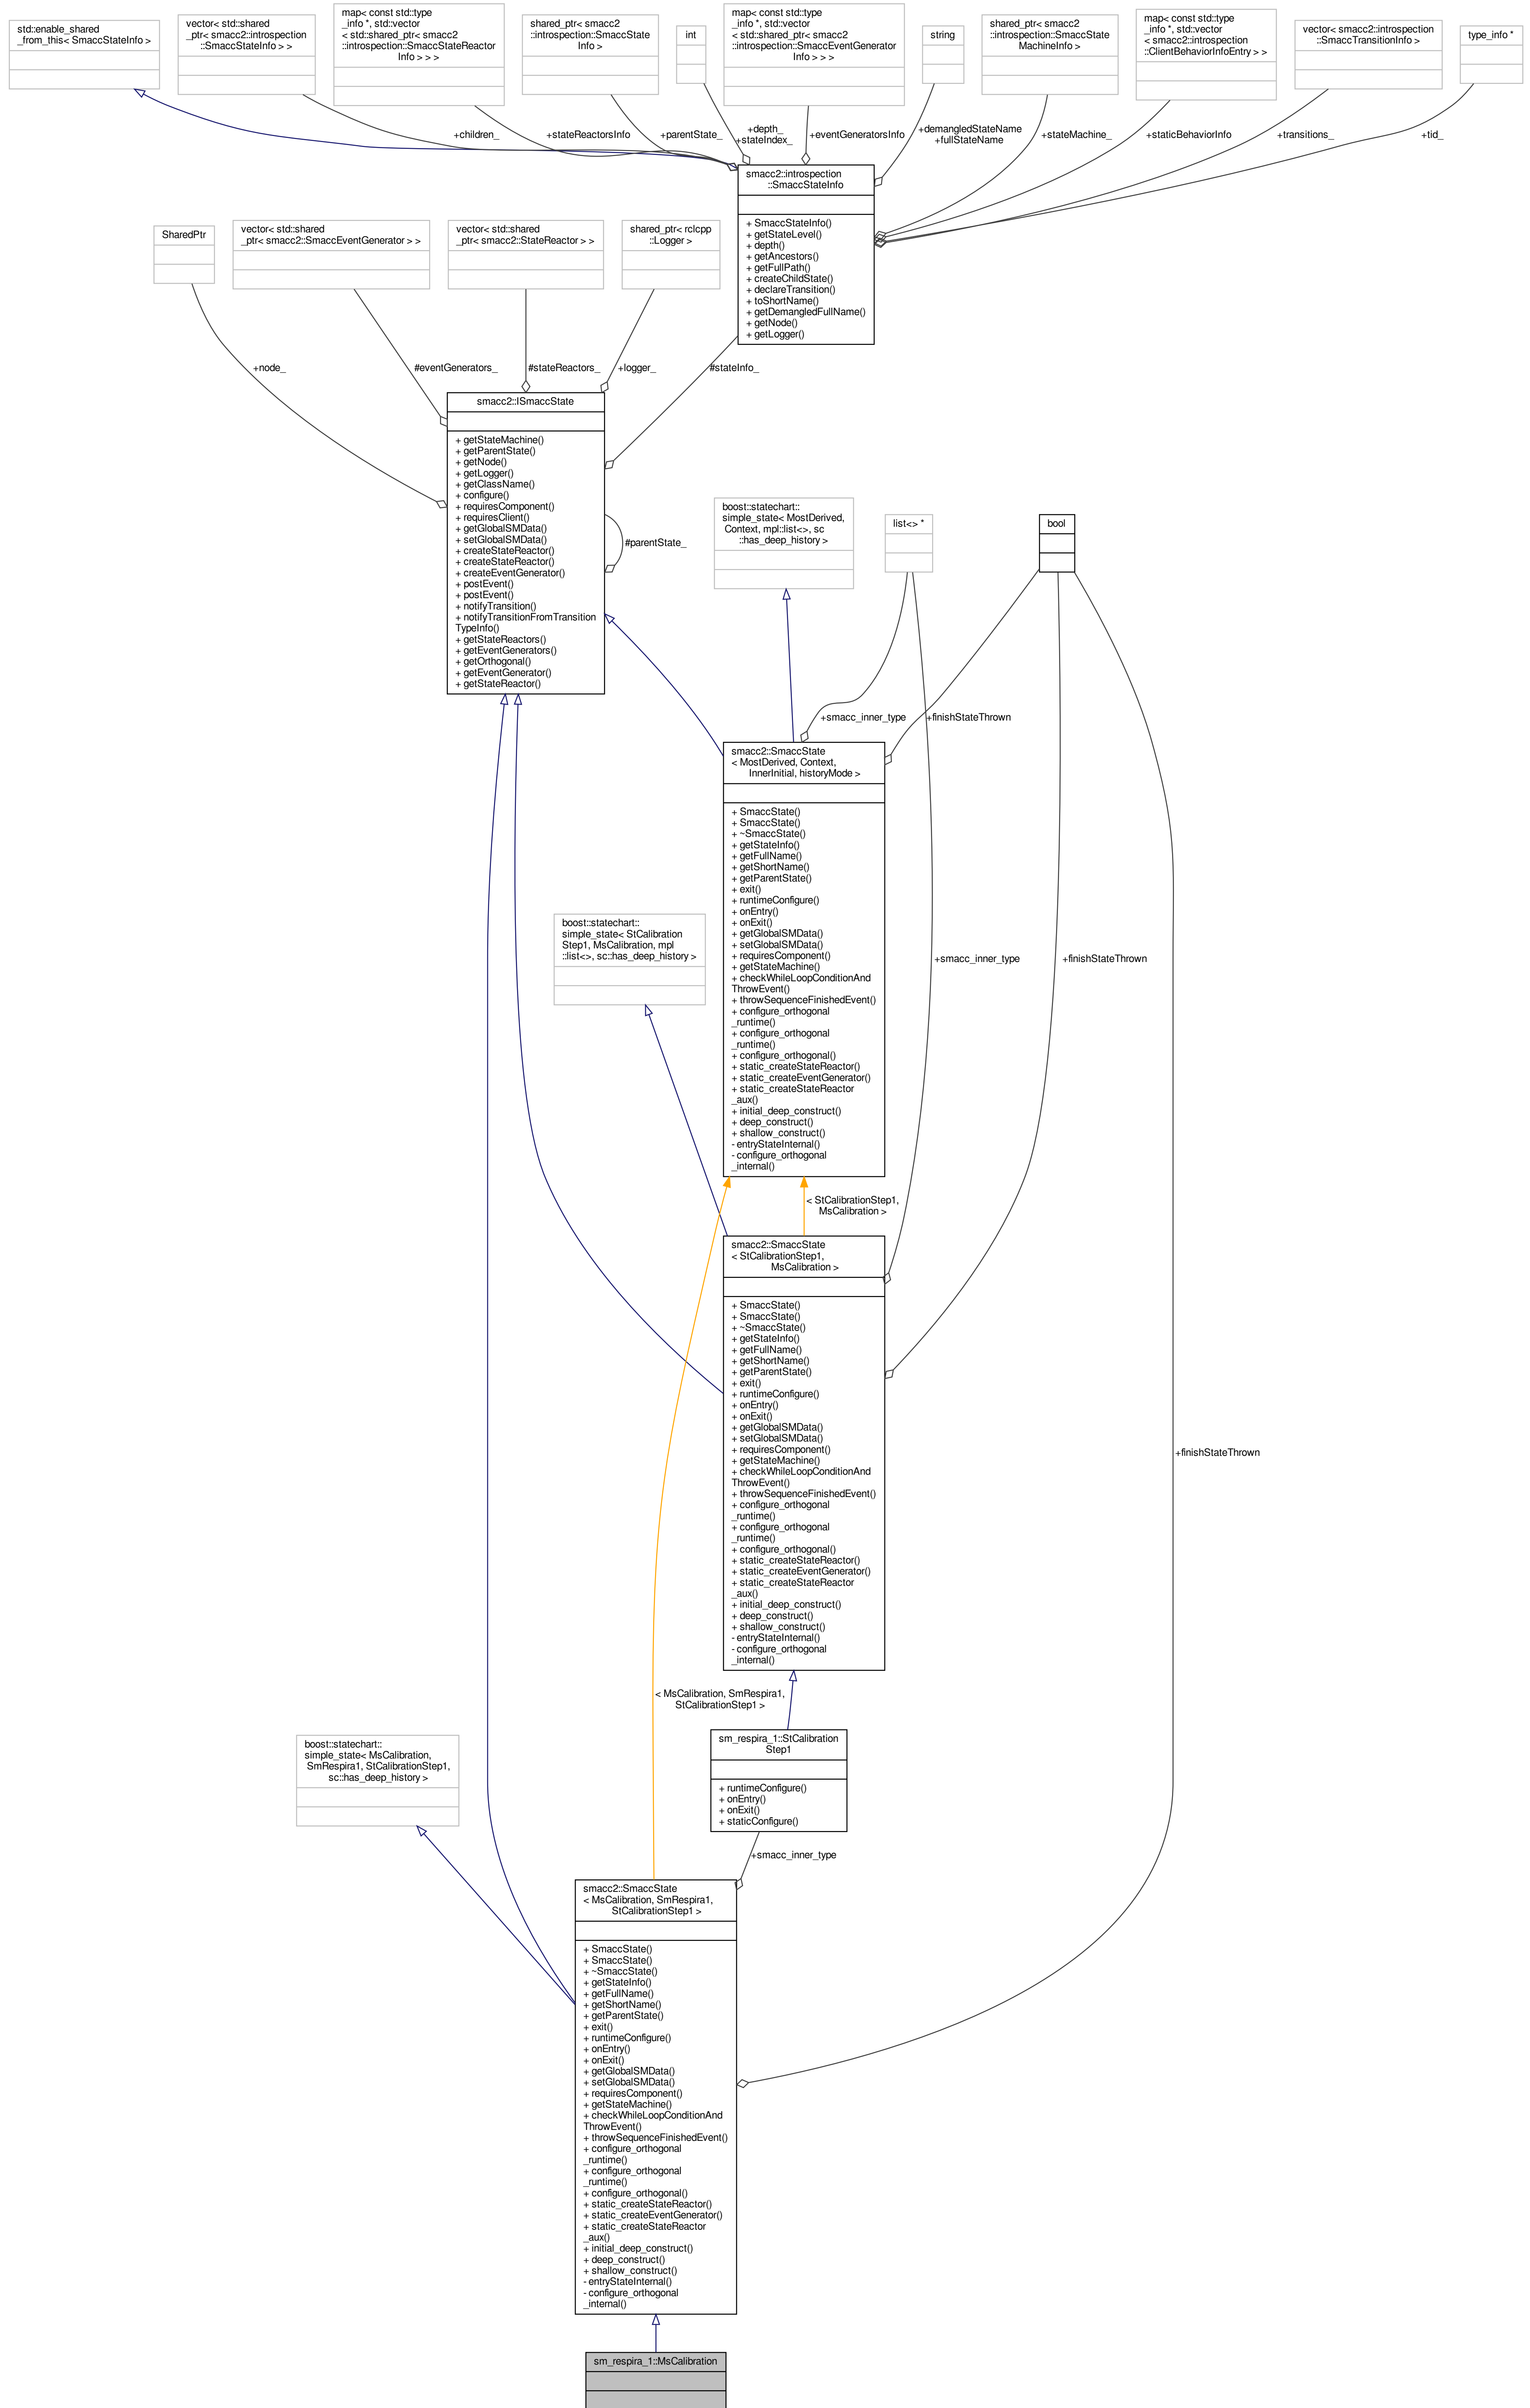 std::enable_shared
_from_this< SmaccStateInfo >
vector< std::shared
_ptr< smacc2::introspection
::SmaccStateInfo > >
map< const std::type
_info *, std::vector
< std::shared_ptr< smacc2
::introspection::SmaccStateReactor
Info > > >
shared_ptr< smacc2
::introspection::SmaccState
Info >
int
map< const std::type
_info *, std::vector
< std::shared_ptr< smacc2
::introspection::SmaccEventGenerator
Info > > >
string
shared_ptr< smacc2
::introspection::SmaccState
MachineInfo >
map< const std::type
_info *, std::vector
< smacc2::introspection
::ClientBehaviorInfoEntry > >
vector< smacc2::introspection
::SmaccTransitionInfo >
type_info *
+children_
+stateReactorsInfo
+parentState_
+depth_
+stateIndex_
+eventGeneratorsInfo
+demangledStateName
+fullStateName
+stateMachine_
+staticBehaviorInfo
+transitions_
+tid_
smacc2::introspection
::SmaccStateInfo
+ SmaccStateInfo()
+ getStateLevel()
+ depth()
+ getAncestors()
+ getFullPath()
+ createChildState()
+ declareTransition()
+ toShortName()
+ getDemangledFullName()
+ getNode()
+ getLogger()
SharedPtr
vector< std::shared
_ptr< smacc2::SmaccEventGenerator > >
vector< std::shared
_ptr< smacc2::StateReactor > >
shared_ptr< rclcpp
::Logger >
+node_
#eventGenerators_
#stateReactors_
+logger_
#stateInfo_
smacc2::ISmaccState
+ getStateMachine()
+ getParentState()
+ getNode()
+ getLogger()
+ getClassName()
+ configure()
+ requiresComponent()
+ requiresClient()
+ getGlobalSMData()
+ setGlobalSMData()
+ createStateReactor()
+ createStateReactor()
+ createEventGenerator()
+ postEvent()
+ postEvent()
+ notifyTransition()
+ notifyTransitionFromTransition
TypeInfo()
+ getStateReactors()
+ getEventGenerators()
+ getOrthogonal()
+ getEventGenerator()
+ getStateReactor()
#parentState_
boost::statechart::
simple_state< MostDerived,
Context, mpl::list<>, sc
::has_deep_history >
list<> *
bool
+smacc_inner_type
+finishStateThrown
smacc2::SmaccState
< MostDerived, Context,
InnerInitial, historyMode >
+ SmaccState()
+ SmaccState()
+ ~SmaccState()
+ getStateInfo()
+ getFullName()
+ getShortName()
+ getParentState()
+ exit()
+ runtimeConfigure()
+ onEntry()
+ onExit()
+ getGlobalSMData()
+ setGlobalSMData()
+ requiresComponent()
+ getStateMachine()
+ checkWhileLoopConditionAnd
ThrowEvent()
+ throwSequenceFinishedEvent()
+ configure_orthogonal
_runtime()
+ configure_orthogonal
_runtime()
+ configure_orthogonal()
+ static_createStateReactor()
+ static_createEventGenerator()
+ static_createStateReactor
_aux()
+ initial_deep_construct()
+ deep_construct()
+ shallow_construct()
- entryStateInternal()
- configure_orthogonal
_internal()
boost::statechart::
simple_state< StCalibration
Step1, MsCalibration, mpl
::list<>, sc::has_deep_history >
+smacc_inner_type
+finishStateThrown
< StCalibrationStep1,
MsCalibration >
smacc2::SmaccState
< StCalibrationStep1,
MsCalibration >
+ SmaccState()
+ SmaccState()
+ ~SmaccState()
+ getStateInfo()
+ getFullName()
+ getShortName()
+ getParentState()
+ exit()
+ runtimeConfigure()
+ onEntry()
+ onExit()
+ getGlobalSMData()
+ setGlobalSMData()
+ requiresComponent()
+ getStateMachine()
+ checkWhileLoopConditionAnd
ThrowEvent()
+ throwSequenceFinishedEvent()
+ configure_orthogonal
_runtime()
+ configure_orthogonal
_runtime()
+ configure_orthogonal()
+ static_createStateReactor()
+ static_createEventGenerator()
+ static_createStateReactor
_aux()
+ initial_deep_construct()
+ deep_construct()
+ shallow_construct()
- entryStateInternal()
- configure_orthogonal
_internal()
+finishStateThrown
< MsCalibration, SmRespira1,
StCalibrationStep1 >
sm_respira_1::StCalibration
Step1
+ runtimeConfigure()
+ onEntry()
+ onExit()
+ staticConfigure()
boost::statechart::
simple_state< MsCalibration,
SmRespira1, StCalibrationStep1,
sc::has_deep_history >
+smacc_inner_type
smacc2::SmaccState
< MsCalibration, SmRespira1,
StCalibrationStep1 >
+ SmaccState()
+ SmaccState()
+ ~SmaccState()
+ getStateInfo()
+ getFullName()
+ getShortName()
+ getParentState()
+ exit()
+ runtimeConfigure()
+ onEntry()
+ onExit()
+ getGlobalSMData()
+ setGlobalSMData()
+ requiresComponent()
+ getStateMachine()
+ checkWhileLoopConditionAnd
ThrowEvent()
+ throwSequenceFinishedEvent()
+ configure_orthogonal
_runtime()
+ configure_orthogonal
_runtime()
+ configure_orthogonal()
+ static_createStateReactor()
+ static_createEventGenerator()
+ static_createStateReactor
_aux()
+ initial_deep_construct()
+ deep_construct()
+ shallow_construct()
- entryStateInternal()
- configure_orthogonal
_internal()
sm_respira_1::MsCalibration